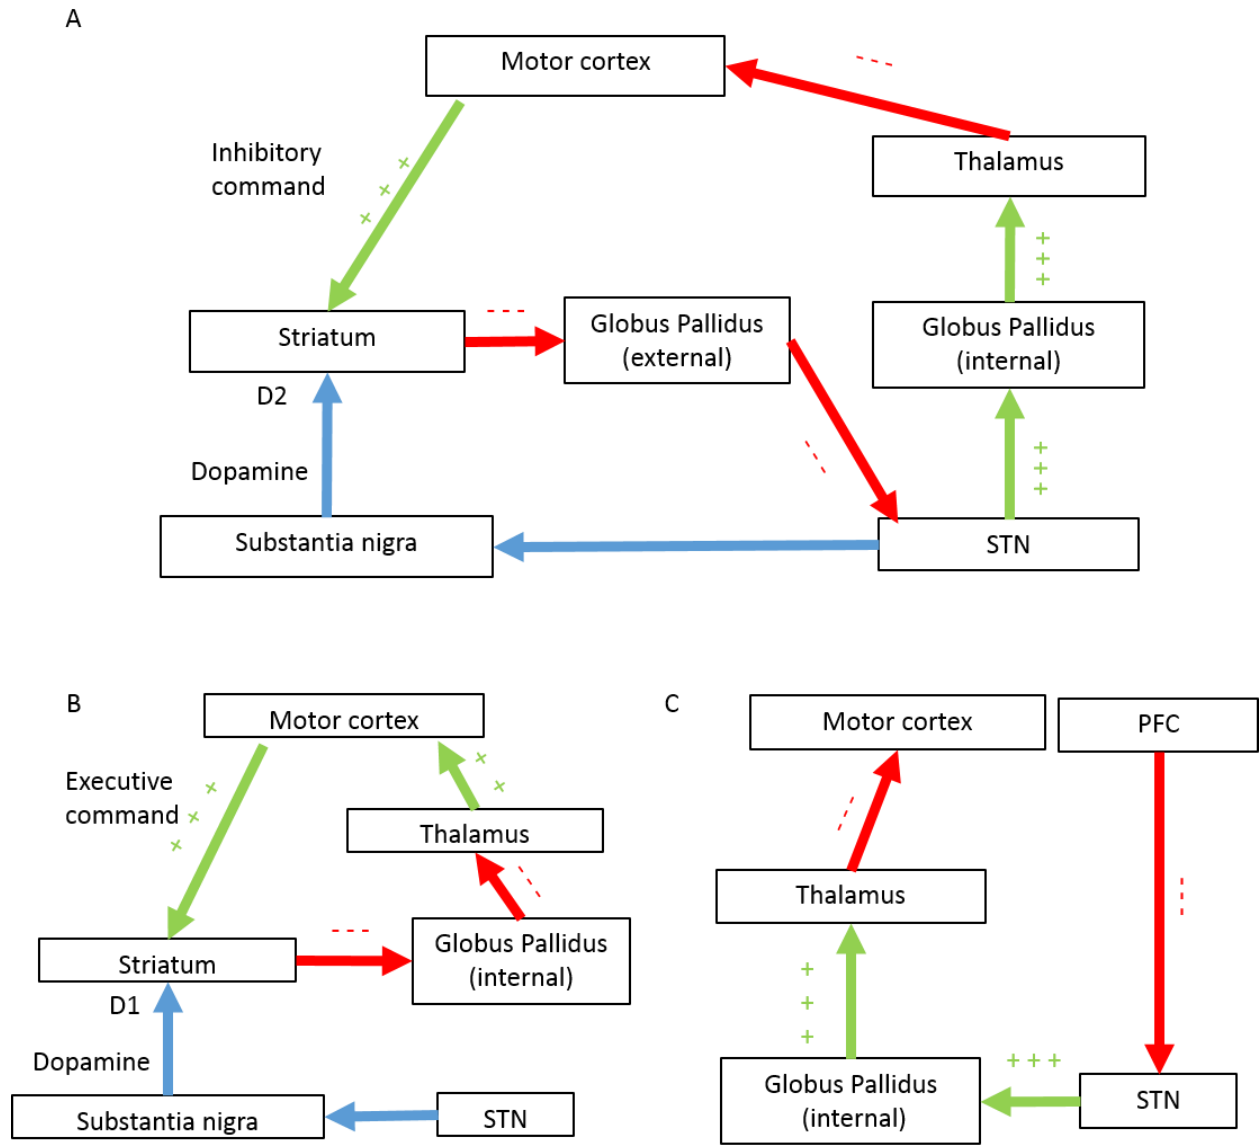 A
Motor cortex
- - -
Inhibitory
command
+ + +
Thalamus
+ + +
Striatum
- - -
Globus Pallidus
(external)
Globus Pallidus
(internal)
D2
- - -
+ + +
Dopamine
Substantia nigra
STN
B
Motor cortex
Executive
command
+ + +
+ +
Thalamus
- - -
- - -
Globus Pallidus
(internal)
Striatum
D1
Dopamine
Substantia nigra
STN
C
Motor cortex
PFC
- - -
- - -
Thalamus
+ + +
+ + +
Globus Pallidus
(internal)
STN